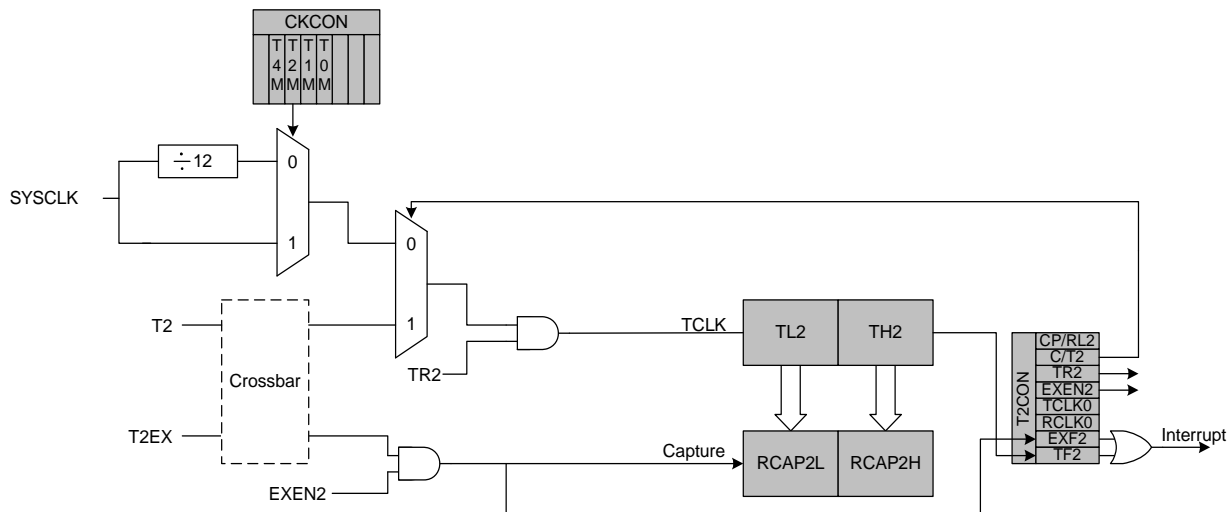 CKCON
T4M T2M T1M T0M
÷12
0
SYSCLK
1
0
T2
1
TCLK
TL2
TH2
TR2
Crossbar
T2CON
CP/RL2
C/T2
TR2
EXEN2
TCLK0
RCLK0
EXF2
TF2
Interrupt
T2EX
EXEN2
Capture
RCAP2L
RCAP2H